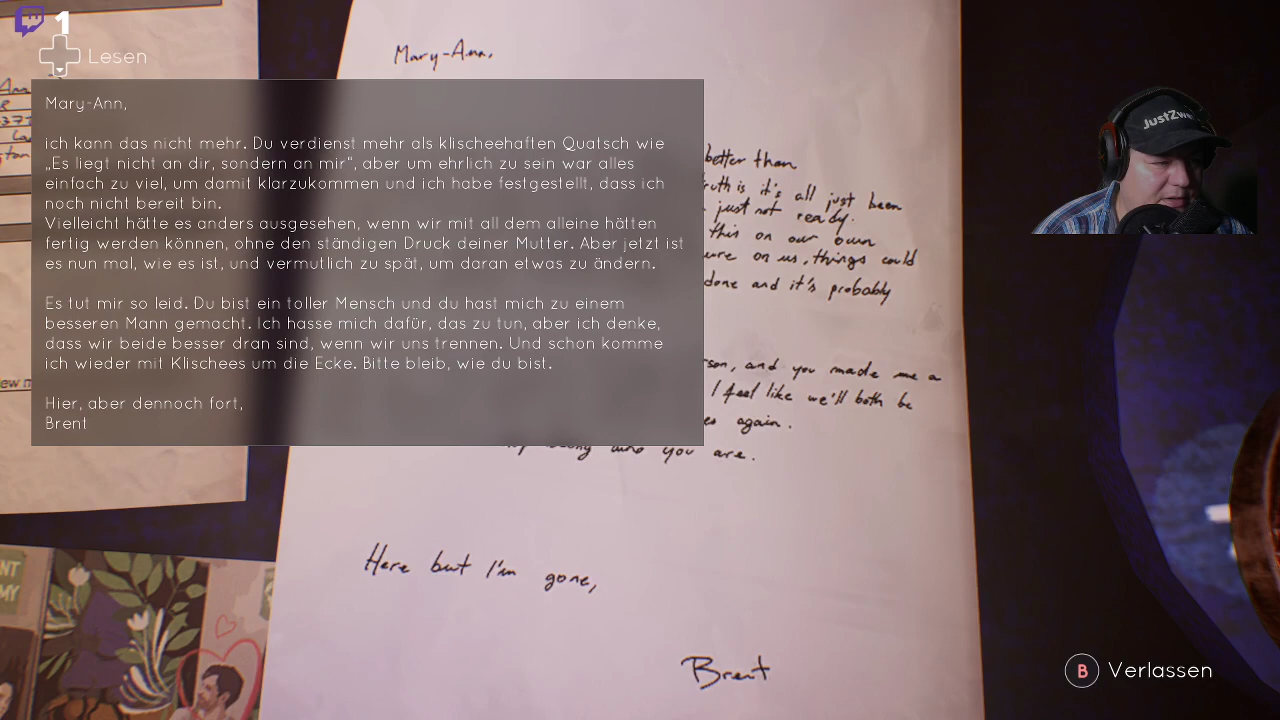 1
Lesen
Mary-Ann,
Mary-Ann,
ich kann das nicht mehr. Du verdienst mehr als klischeehaften Quatsch wie
„Es liegt nicht an dir, sondern an mir“, aber um ehrlich zu sein war alles
einfach zu viel, um damit klarzukommen und ich habe festgestellt, dass ich
noch nicht bereit bin.
Vielleicht hätte es anders ausgesehen, wenn wir mit all dem alleine hätten
fertig werden können, ohne den ständigen Druck deiner Mutter. Aber jetzt ist
es nun mal, wie es ist, und vermutlich zu spät, um daran etwas zu ändern.
Es tut mir so leid. Du bist ein toller Mensch und du hast mich zu einem
besseren Mann gemacht. Ich hasse mich dafür, das zu tun, aber ich denke,
dass wir beide besser dran sind, wenn wir uns trennen. Und schon komme
ich wieder mit Klischees um die Ecke. Bitte bleib, wie du bist.
Hier, aber dennoch fort,
Brent
better than
it's all just been
just not ready.
this on our own
on us, things could
done and it's probably
and you made me a
I feel like we'll both be
again.
who you are.
Here but I'm gone,
Brent
B Verlassen